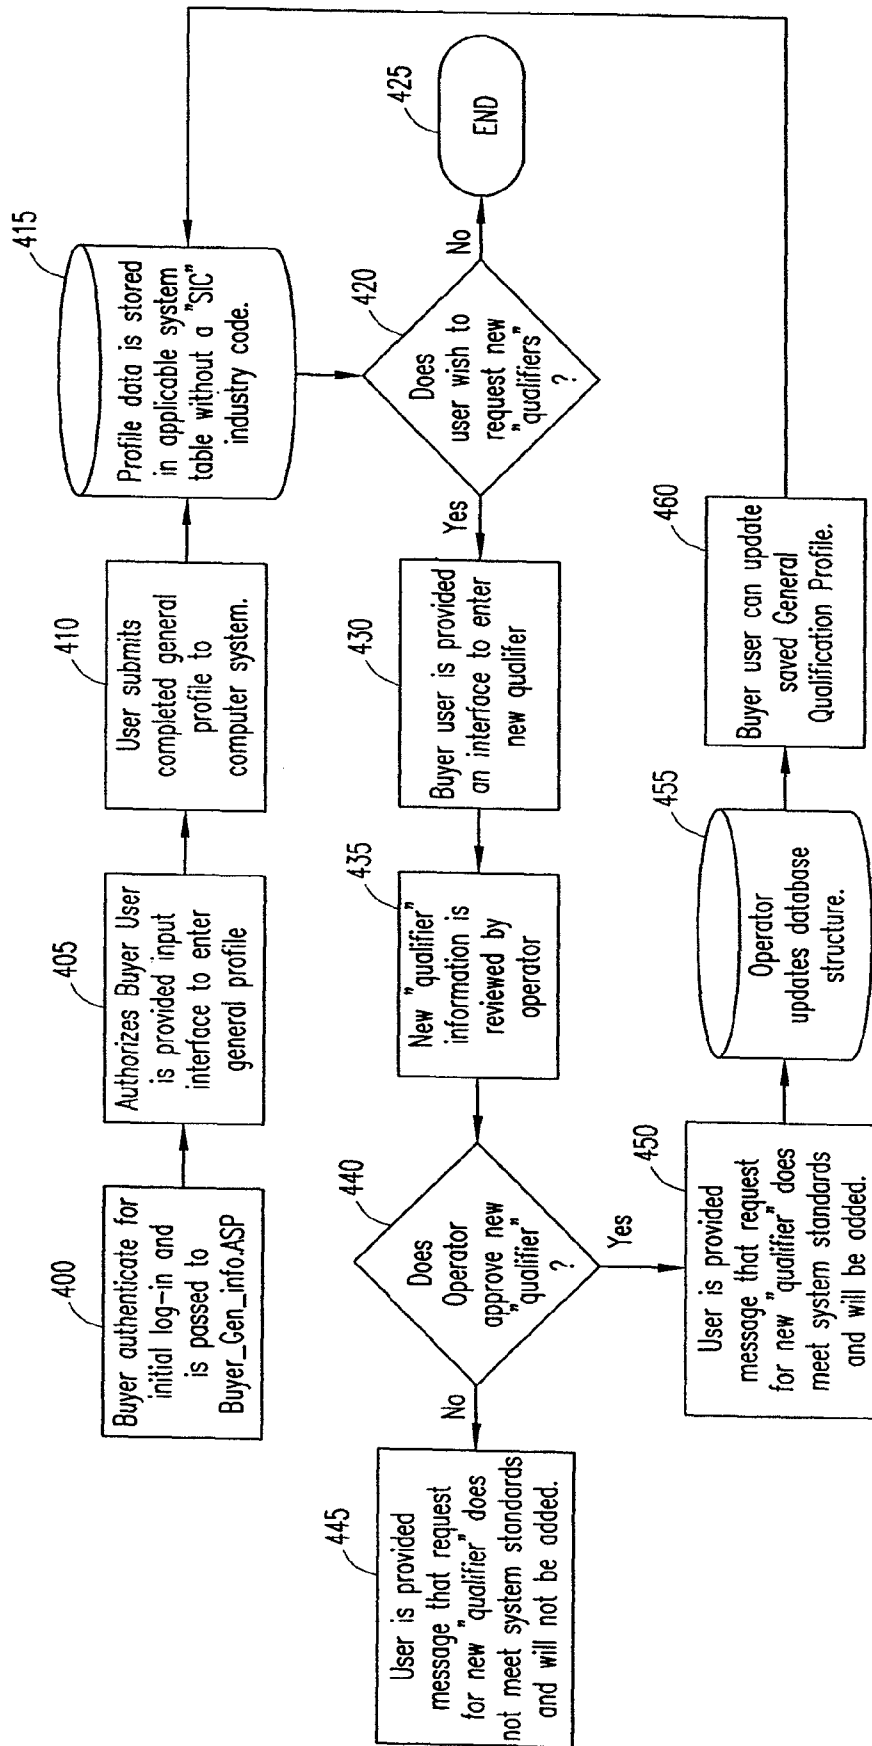 400
Buyer authenticate for
initial log-in and
is passed to
Buyer_Gen_info.ASP
405
Authorizes Buyer User
is provided input
interface to enter
general profile
410
User submits
completed general
profile to
computer system.
415
Profile data is stored
in applicable system
table without a "SIC"
industry code.
420
Does
user wish to
request new
"qualifiers"
?
No
425
END
Yes
430
Buyer user is provided
an interface to enter
new qualifer
435
New "qualifier"
information is
reviewed by
operator
440
Does
Operator
approve new
"qualifier"
?
No
445
User is provided
message that request
for new "qualifier" does
not meet system standards
and will not be added.
Yes
450
User is provided
message that request
for new "qualifier" does
meet system standards
and will be added.
455
Operator
updates database
structure.
460
Buyer user can update
saved General
Qualification Profile.